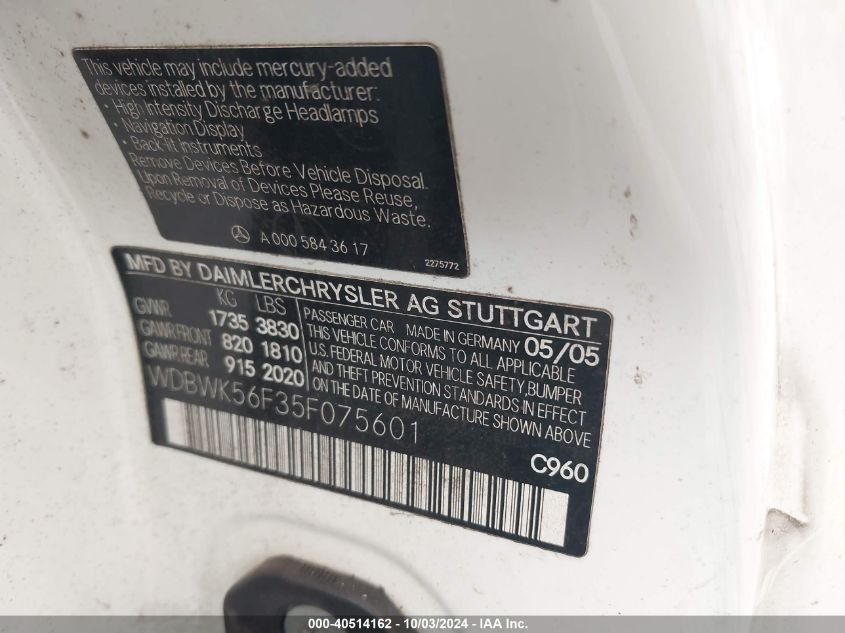 This vehicle may include mercury-added
devices installed by the manufacturer:
• High Intensity Discharge Headlamps
• Navigation Display
• Back-lit Instruments
Remove Devices Before Vehicle Disposal.
Upon Removal of Devices Please Reuse,
Recycle or Dispose as Hazardous Waste.
A 000 584 36 17
2275772
MFD BY DAIMLERCHRYSLER AG STUTTGART
KG LBS
GVWR 1735 3830
GAWR FRONT 820 1810
GAWR REAR 915 2020
PASSENGER CAR MADE IN GERMANY 05/05
THIS VEHICLE CONFORMS TO ALL APPLICABLE
U.S. FEDERAL MOTOR VEHICLE SAFETY, BUMPER
AND THEFT PREVENTION STANDARDS IN EFFECT
ON THE DATE OF MANUFACTURE SHOWN ABOVE
WDBWK56F35F075601
C960
000-40514162 - 10/03/2024 - IAA Inc.